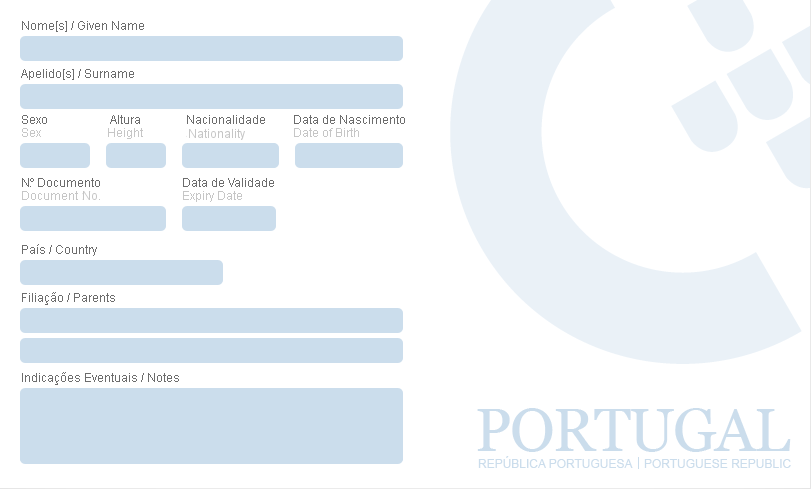 Nome[s] / Given Name
Apelido[s] / Surname
Sexo Altura Nacionalidade Data de Nascimento
Sex Height Nationality Date of Birth
Nº Documento Data de Validade
Document No. Expiry Date
País / Country
Filiação / Parents
Indicações Eventuais / Notes
PORTUGAL
REPÚBLICA PORTUGUESA | PORTUGUESE REPUBLIC